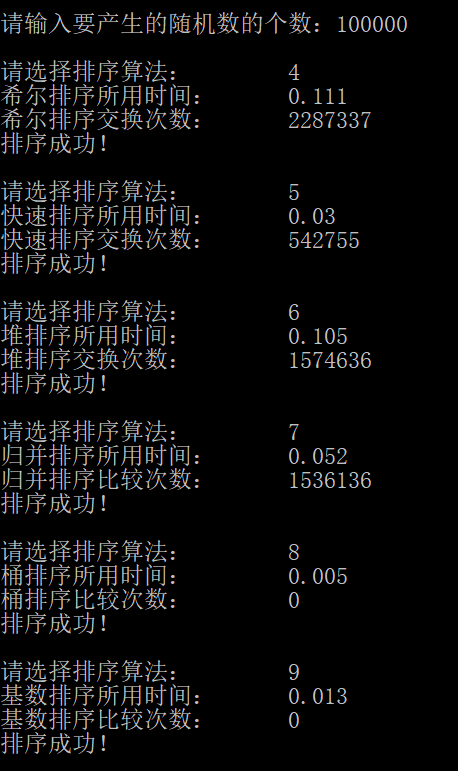 请输入要产生的随机数的个数：100000
请选择排序算法： 4
希尔排序所用时间： 0.111
希尔排序交换次数： 2287337
排序成功！
请选择排序算法： 5
快速排序所用时间： 0.03
快速排序交换次数： 542755
排序成功！
请选择排序算法： 6
堆排序所用时间： 0.105
堆排序交换次数： 1574636
排序成功！
请选择排序算法： 7
归并排序所用时间： 0.052
归并排序比较次数： 1536136
排序成功！
请选择排序算法： 8
桶排序所用时间： 0.005
桶排序比较次数： 0
排序成功！
请选择排序算法： 9
基数排序所用时间： 0.013
基数排序比较次数： 0
排序成功！